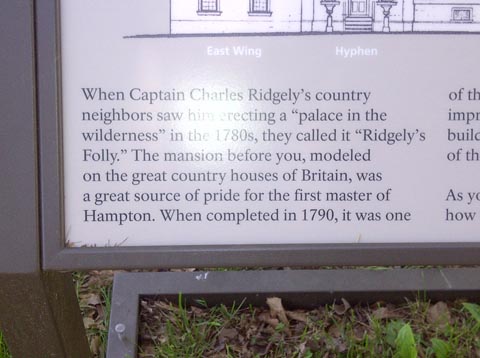 East Wing
Hyphen
When Captain Charles Ridgely's country
neighbors saw him erecting a “palace in the
wilderness” in the 1780s, they called it “Ridgely's
Folly.” The mansion before you, modeled
on the great country houses of Britain, was
a great source of pride for the first master of
Hampton. When completed in 1790, it was one
of th
impr
build
of th
As yo
how